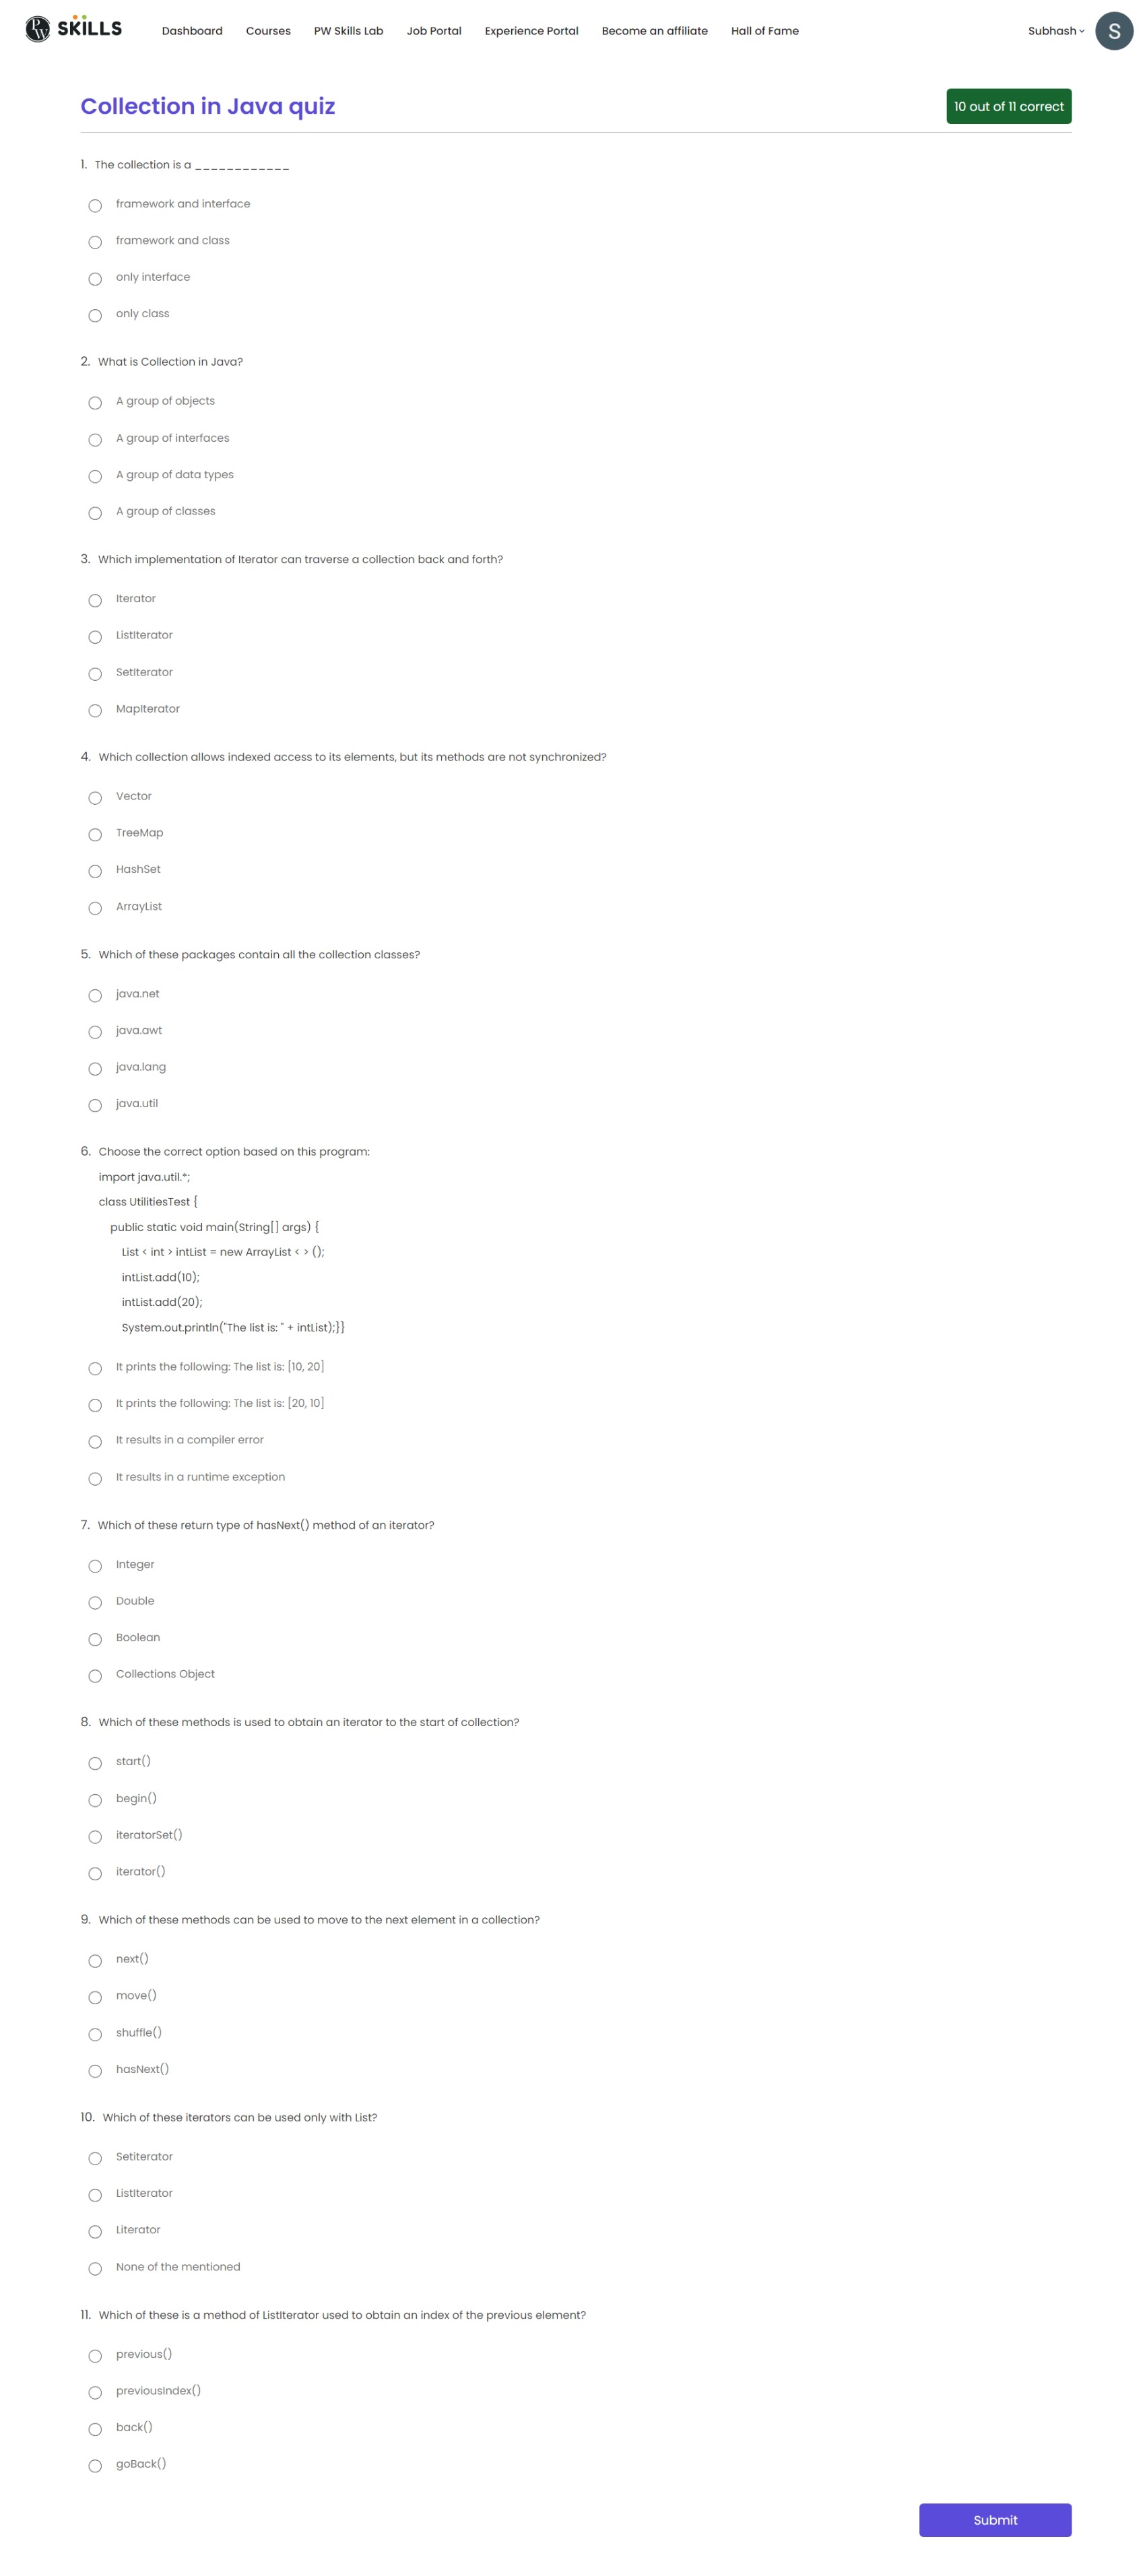 PW SKILLS Dashboard Courses PW Skills Lab Job Portal Experience Portal Become an affiliate Hall of Fame Subhash S
Collection in Java quiz 10 out of 11 correct
1. The collection is a ____________
framework and interface
framework and class
only interface
only class
2. What is Collection in Java?
A group of objects
A group of interfaces
A group of data types
A group of classes
3. Which implementation of Iterator can traverse a collection back and forth?
Iterator
ListIterator
SetIterator
MapIterator
4. Which collection allows indexed access to its elements, but its methods are not synchronized?
Vector
TreeMap
HashSet
ArrayList
5. Which of these packages contain all the collection classes?
java.net
java.awt
java.lang
java.util
6. Choose the correct option based on this program:
import java.util.*;
class UtilitiesTest {
public static void main(String[] args) {
List < int > intList = new ArrayList < > ();
intList.add(10);
intList.add(20);
System.out.println("The list is: " + intList);}}
It prints the following: The list is: [10, 20]
It prints the following: The list is: [20, 10]
It results in a compiler error
It results in a runtime exception
7. Which of these return type of hasNext() method of an iterator?
Integer
Double
Boolean
Collections Object
8. Which of these methods is used to obtain an iterator to the start of collection?
start()
begin()
iteratorSet()
iterator()
9. Which of these methods can be used to move to the next element in a collection?
next()
move()
shuffle()
hasNext()
10. Which of these iterators can be used only with List?
Setiterator
ListIterator
Literator
None of the mentioned
11. Which of these is a method of ListIterator used to obtain an index of the previous element?
previous()
previousIndex()
back()
goBack()
Submit